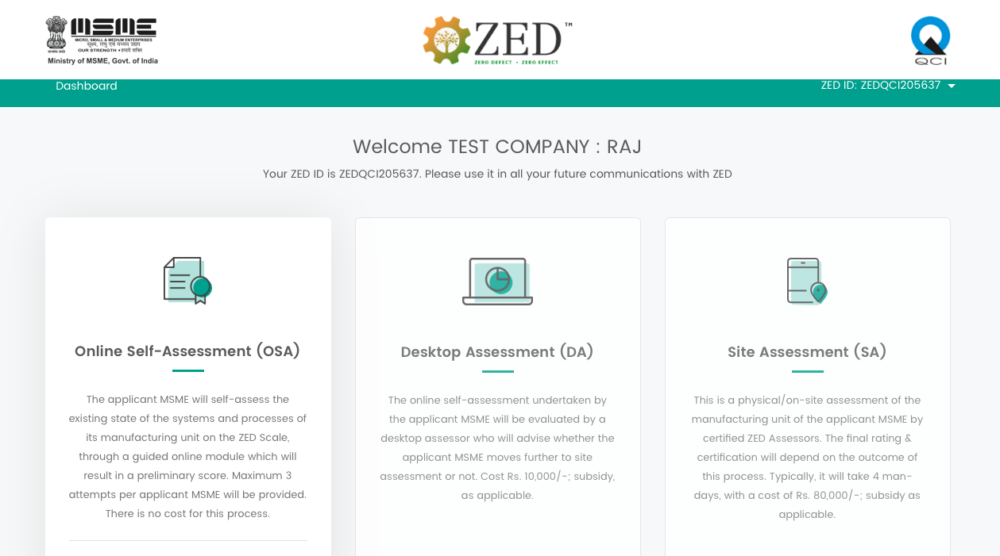 MSME
MICRO, SMALL & MEDIUM ENTERPRISES
सूक्ष्म, लघु एवं मध्यम उद्यम
OUR STRENGTH • हमारी शक्ति
सत्यमेव जयते
Ministry of MSME, Govt. of India
ZED™
ZERO DEFECT • ZERO EFFECT
QCI
Dashboard
ZED ID: ZEDQCI205637
Welcome TEST COMPANY : RAJ
Your ZED ID is ZEDQCI205637. Please use it in all your future communications with ZED
Online Self-Assessment (OSA)
The applicant MSME will self-assess the
existing state of the systems and processes of
its manufacturing unit on the ZED Scale,
through a guided online module which will
result in a preliminary score. Maximum 3
attempts per applicant MSME will be provided.
There is no cost for this process.
Desktop Assessment (DA)
The online self-assessment undertaken by
the applicant MSME will be evaluated by a
desktop assessor who will advise whether the
applicant MSME moves further to site
assessment or not. Cost Rs. 10,000/-; subsidy,
as applicable.
Site Assessment (SA)
This is a physical/on-site assessment of the
manufacturing unit of the applicant MSME by
certified ZED Assessors. The final rating &
certification will depend on the outcome of
this process. Typically, it will take 4 man-
days, with a cost of Rs. 80,000/-; subsidy as
applicable.